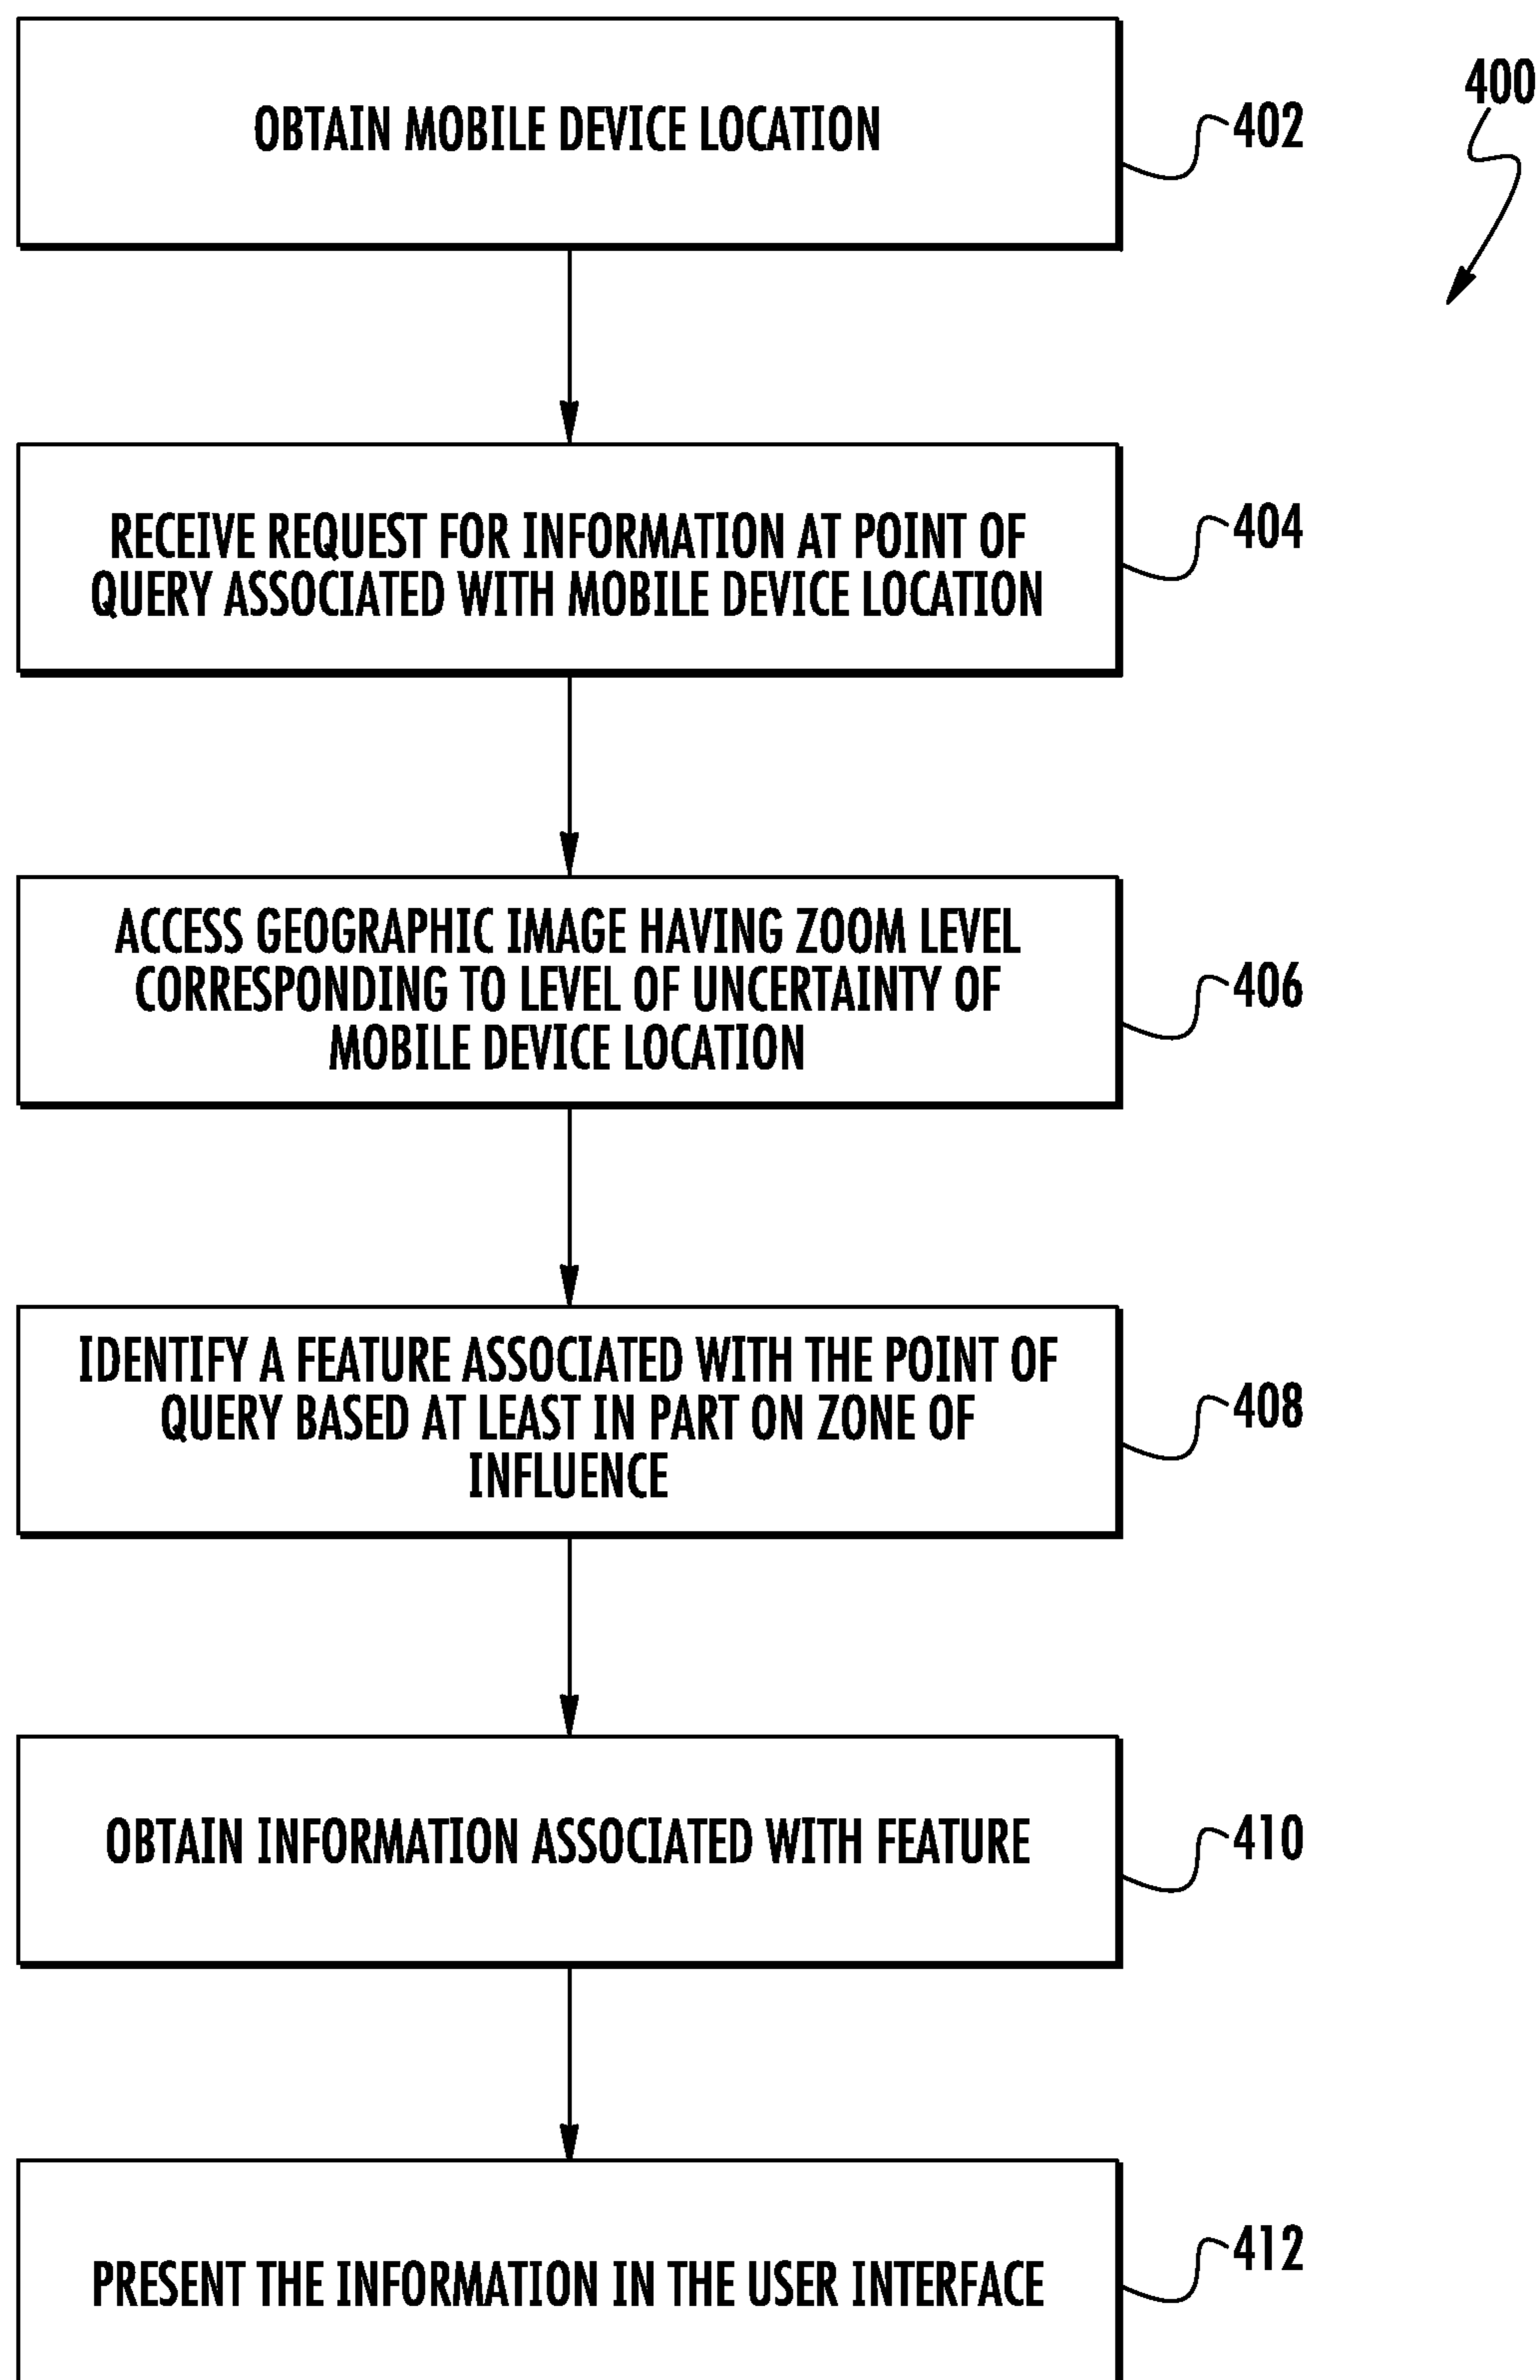 OBTAIN MOBILE DEVICE LOCATION
402
400
RECEIVE REQUEST FOR INFORMATION AT POINT OF
QUERY ASSOCIATED WITH MOBILE DEVICE LOCATION
404
ACCESS GEOGRAPHIC IMAGE HAVING ZOOM LEVEL
CORRESPONDING TO LEVEL OF UNCERTAINTY OF
MOBILE DEVICE LOCATION
406
IDENTIFY A FEATURE ASSOCIATED WITH THE POINT OF
QUERY BASED AT LEAST IN PART ON ZONE OF
INFLUENCE
408
OBTAIN INFORMATION ASSOCIATED WITH FEATURE
410
PRESENT THE INFORMATION IN THE USER INTERFACE
412